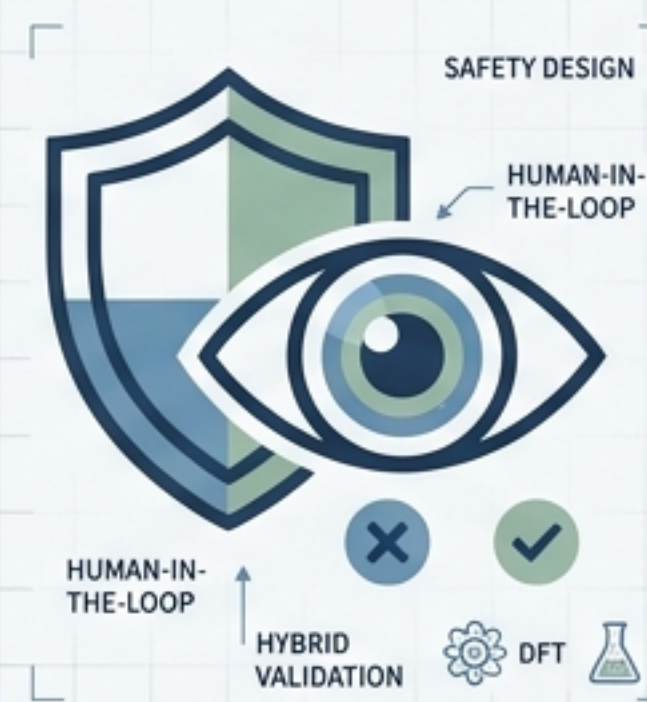 SAFETY DESIGN
HUMAN-IN-
THE-LOOP
HUMAN-IN-
THE-LOOP
HYBRID
VALIDATION
DFT